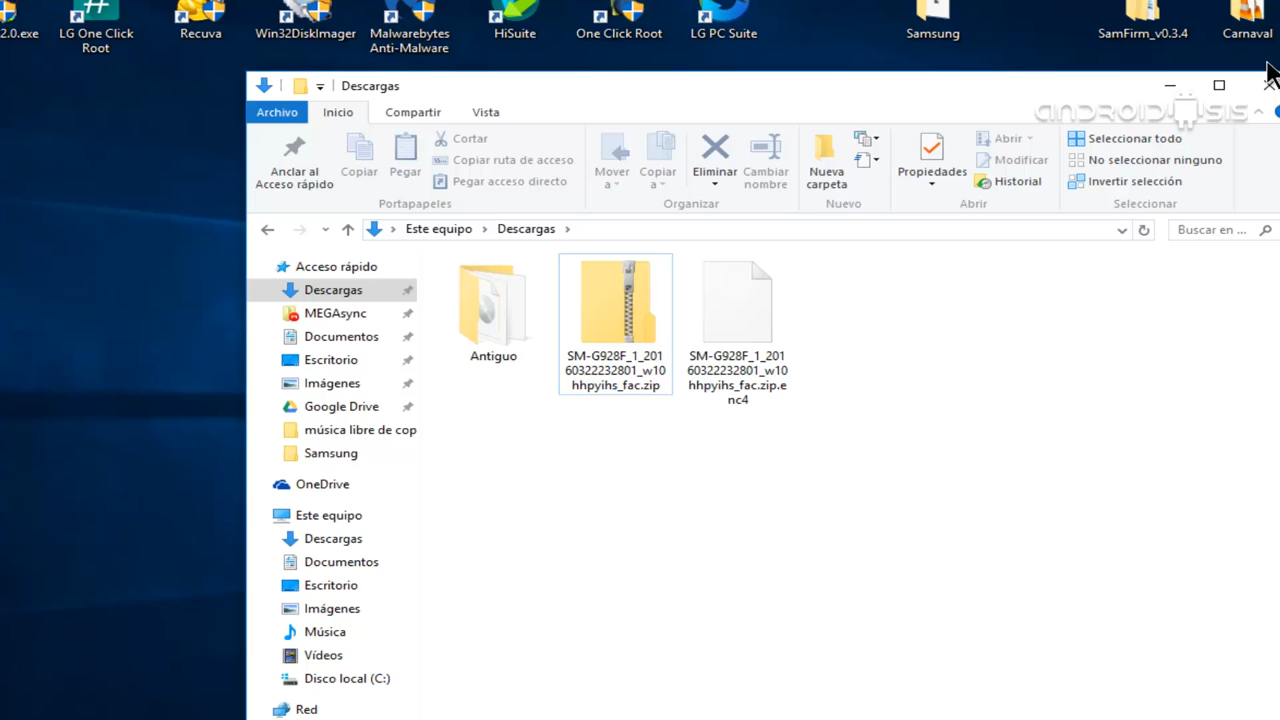 2.0.exe
LG One Click
Root
Recuva
Win32DiskImager
Malwarebytes
Anti-Malware
HiSuite
One Click Root
LG PC Suite
Samsung
SamFirm_v0.3.4
Carnaval
Descargas
ANDROIDSIS
Archivo
Inicio
Compartir
Vista
Anclar al
Acceso rápido
Copiar
Pegar
Cortar
Copiar ruta de acceso
Pegar acceso directo
Portapapeles
Mover
a
Copiar
a
Eliminar
Cambiar
nombre
Organizar
Nueva
carpeta
Nuevo
Propiedades
Abrir
Modificar
Historial
Abrir
Seleccionar todo
No seleccionar ninguno
Invertir selección
Seleccionar
Este equipo
Descargas
Buscar en ...
Acceso rápido
Descargas
MEGAsync
Documentos
Escritorio
Imágenes
Google Drive
música libre de cop
Samsung
OneDrive
Este equipo
Descargas
Documentos
Escritorio
Imágenes
Música
Vídeos
Disco local (C:)
Red
Antiguo
SM-G928F_1_201
60322232801_w10
hhpyihs_fac.zip
SM-G928F_1_201
60322232801_w10
hhpyihs_fac.zip.e
nc4